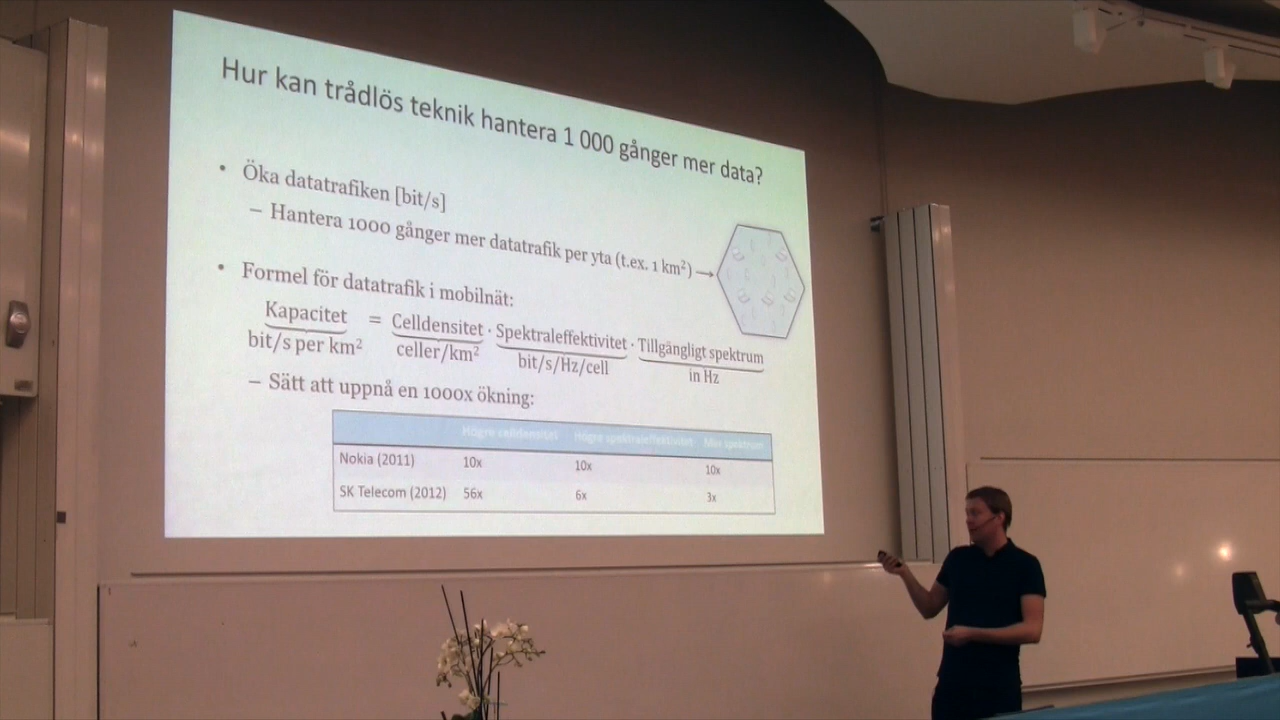 Hur kan trådlös teknik hantera 1 000 gånger mer data?
• Öka datatrafiken [bit/s]
– Hantera 1000 gånger mer datatrafik per yta (t.ex. 1 km²) →
• Formel för datatrafik i mobilnät:
Kapacitet = Celldensitet · Spektraleffektivitet · Tillgängligt spektrum
bit/s per km² celler/km² bit/s/Hz/cell in Hz
– Sätt att uppnå en 1000x ökning:
Högre celldensitet Högre spektraleffektivitet Mer spektrum
Nokia (2011) 10x 10x 10x
SK Telecom (2012) 56x 6x 3x